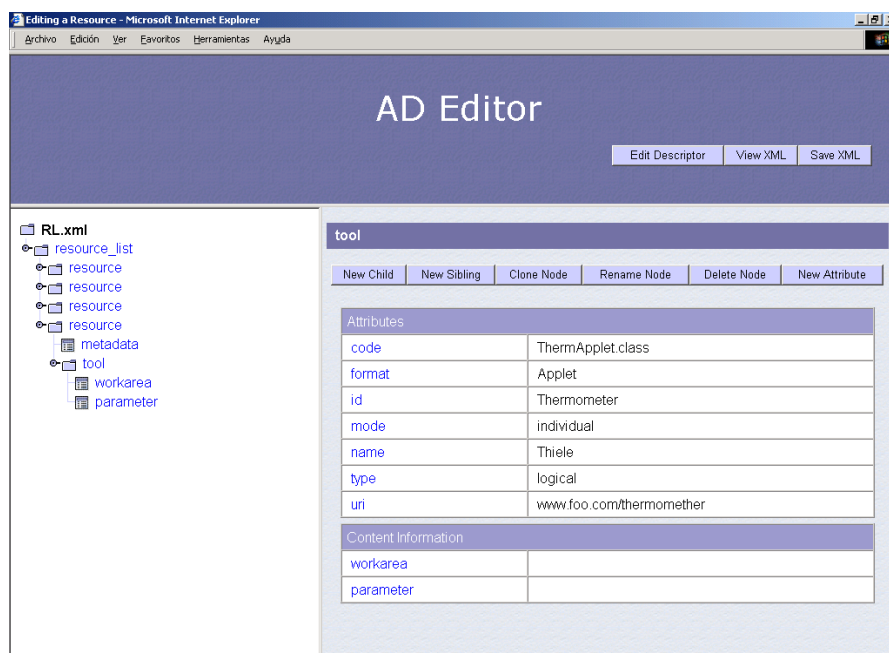 Editing a Resource - Microsoft Internet Explorer
Archivo Edición Ver Favoritos Herramientas Ayuda
AD Editor
Edit Descriptor View XML Save XML
RL.xml
resource_list
resource
resource
resource
resource
metadata
tool
workarea
parameter
tool
New Child New Sibling Clone Node Rename Node Delete Node New Attribute
Attributes
code ThermApplet.class
format Applet
id Thermometer
mode individual
name Thiele
type logical
uri www.foo.com/thermomether
Content Information
workarea
parameter